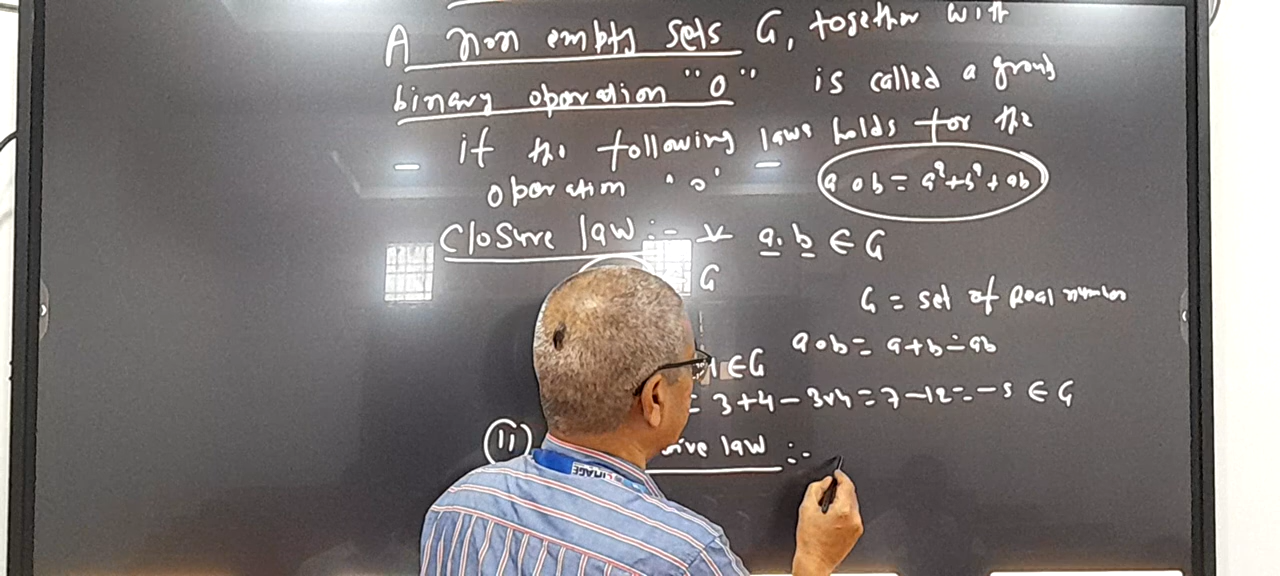 A non empty sets G, together with
binary operation "o" is called a group
if the following laws holds for the
operation 'o'
a o b = a²+b²+ab
Closure law :- ∀ a, b ∈ G
G
G = set of Real number
a o b = a+b-ab
∈ G
= 3+4-3×4=7-12=-5 ∈ G
(ii) ive law :-